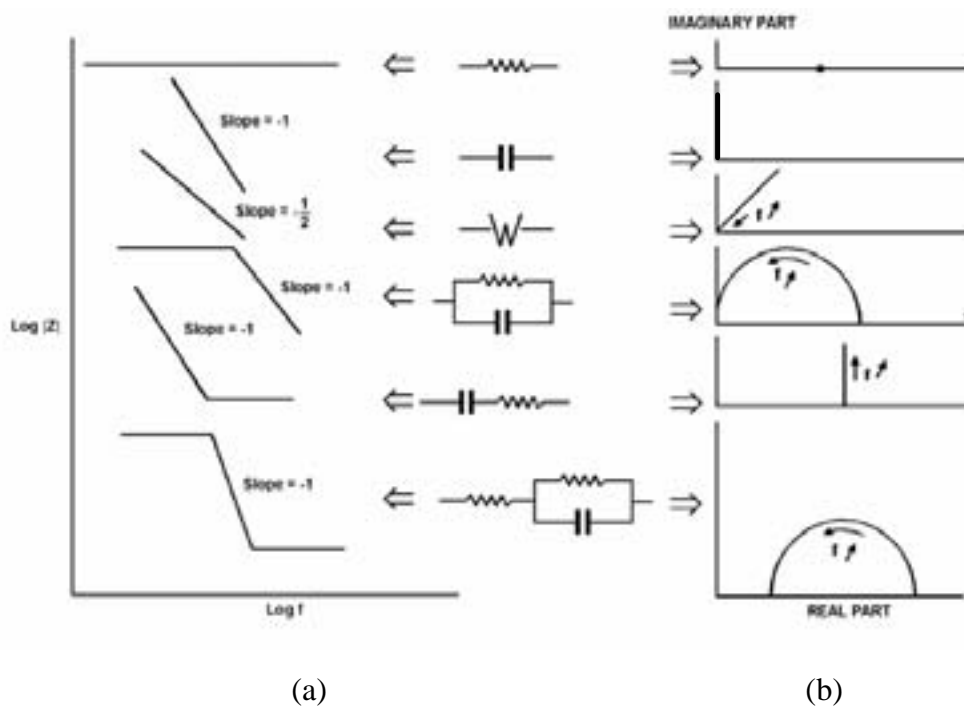 IMAGINARY PART
Slope = -1
Slope = -1/2
W
Slope = -1
Log |Z|
Slope = -1
Slope = -1
f
f
f
f
Log f
REAL PART
(a)
(b)